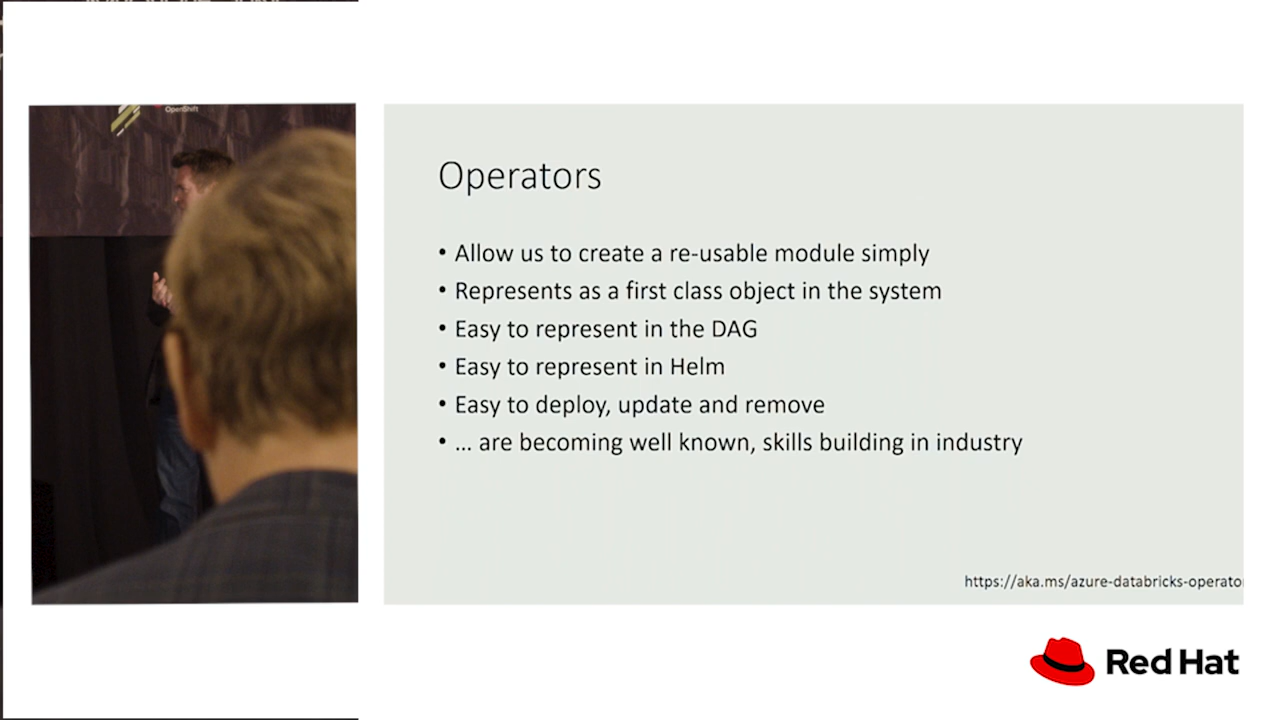 OpenShift
Operators
• Allow us to create a re-usable module simply
• Represents as a first class object in the system
• Easy to represent in the DAG
• Easy to represent in Helm
• Easy to deploy, update and remove
• ... are becoming well known, skills building in industry
https://aka.ms/azure-databricks-operato
Red Hat